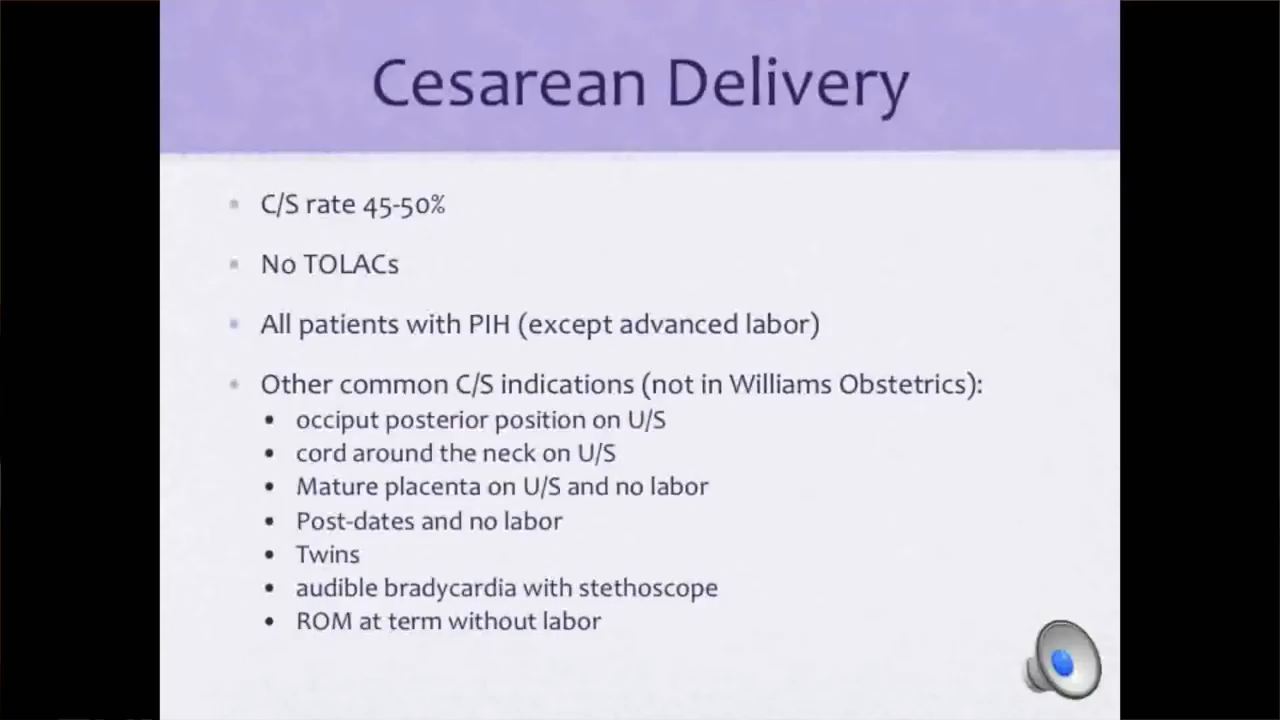 Cesarean Delivery
C/S rate 45-50%
No TOLACs
All patients with PIH (except advanced labor)
Other common C/S indications (not in Williams Obstetrics):
occiput posterior position on U/S
cord around the neck on U/S
Mature placenta on U/S and no labor
Post-dates and no labor
Twins
audible bradycardia with stethoscope
ROM at term without labor